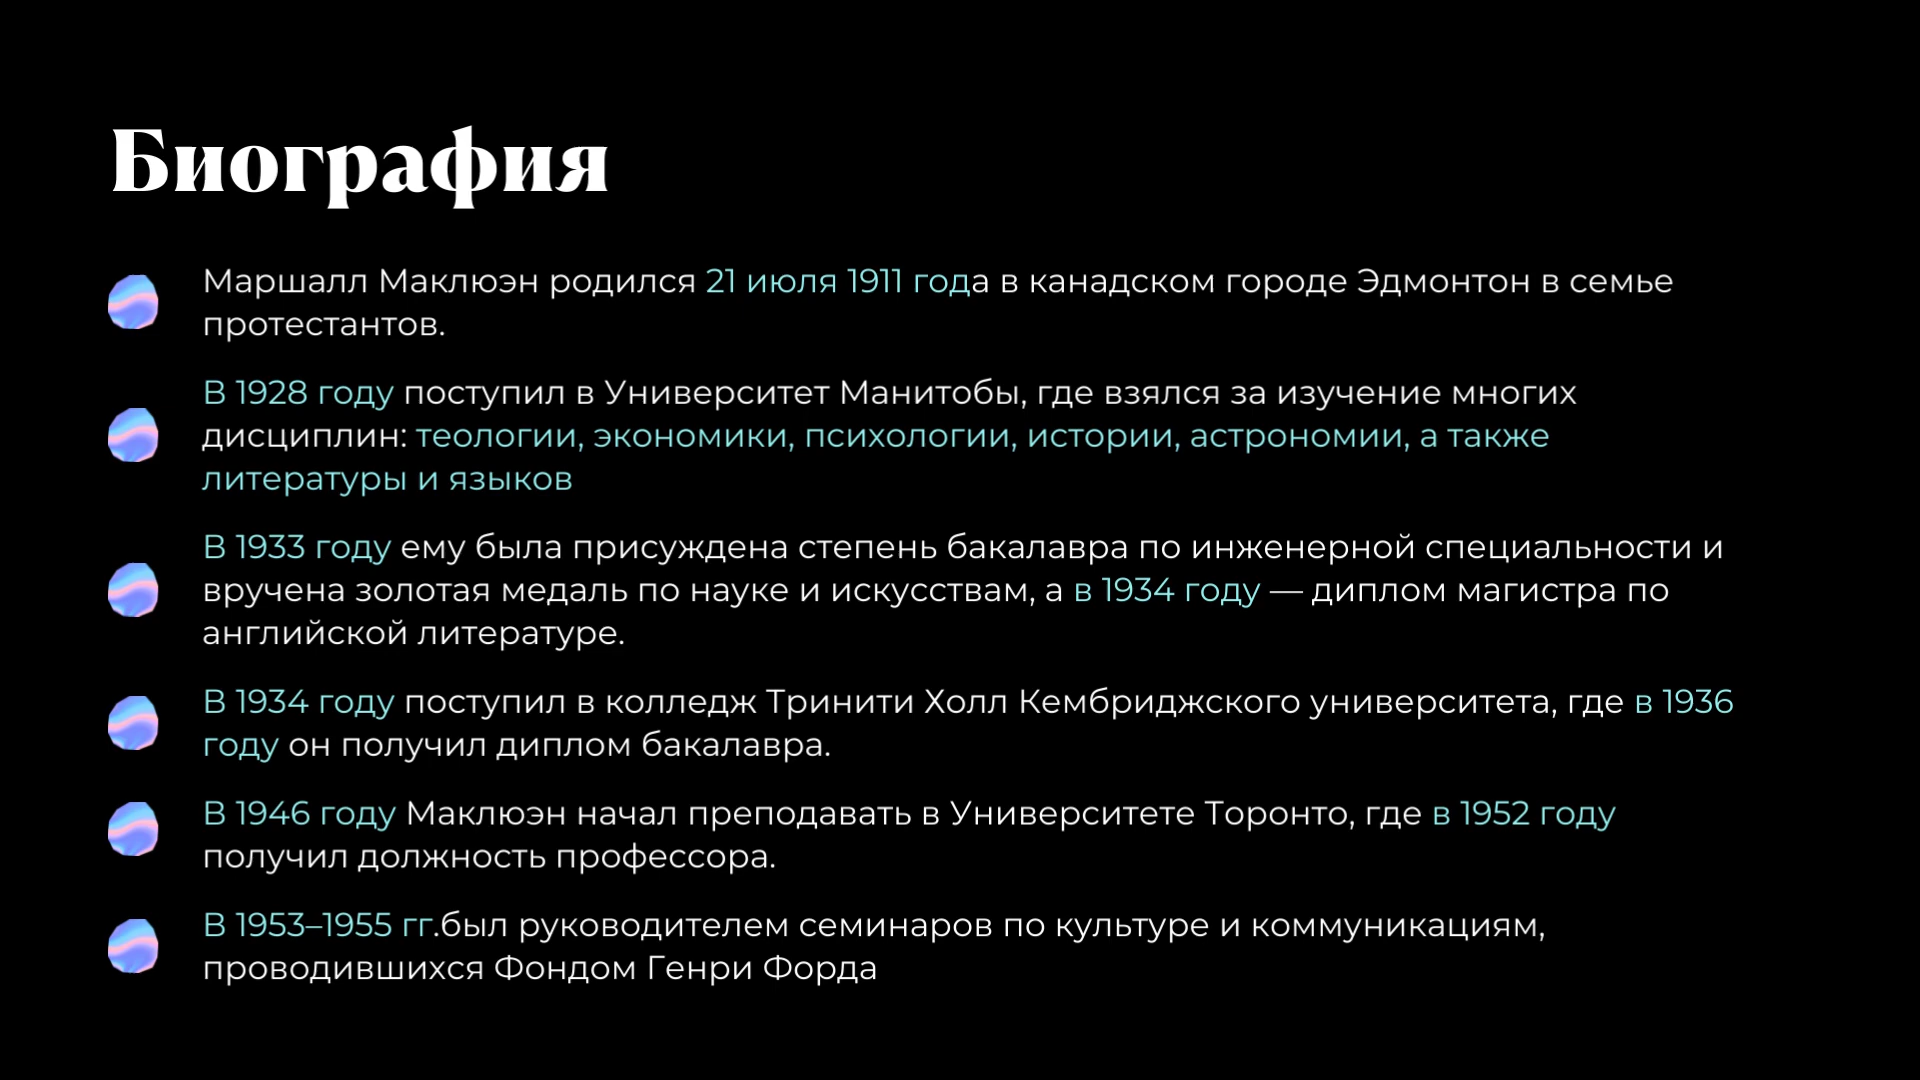 Биография
Маршалл Маклюэн родился 21 июля 1911 года в канадском городе Эдмонтон в семье
протестантов.
В 1928 году поступил в Университет Манитобы, где взялся за изучение многих
дисциплин: теологии, экономики, психологии, истории, астрономии, а также
литературы и языков
В 1933 году ему была присуждена степень бакалавра по инженерной специальности и
вручена золотая медаль по науке и искусствам, а в 1934 году — диплом магистра по
английской литературе.
В 1934 году поступил в колледж Тринити Холл Кембриджского университета, где в 1936
году он получил диплом бакалавра.
В 1946 году Маклюэн начал преподавать в Университете Торонто, где в 1952 году
получил должность профессора.
В 1953–1955 гг.был руководителем семинаров по культуре и коммуникациям,
проводившихся Фондом Генри Форда